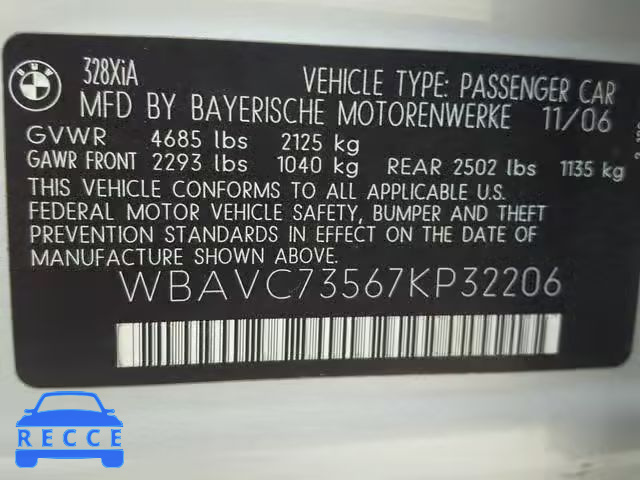 BMW
328XiA
VEHICLE TYPE: PASSENGER CAR
MFD BY BAYERISCHE MOTORENWERKE 11/06
GVWR 4685 lbs 2125 kg
GAWR FRONT 2293 lbs 1040 kg REAR 2502 lbs 1135 kg
THIS VEHICLE CONFORMS TO ALL APPLICABLE U.S.
FEDERAL MOTOR VEHICLE SAFETY, BUMPER AND THEFT
PREVENTION STANDARDS IN EFFECT ON THE DATE OF
MANUFACTURE SHOWN ABOVE.
WBAVC73567KP32206
RECCE